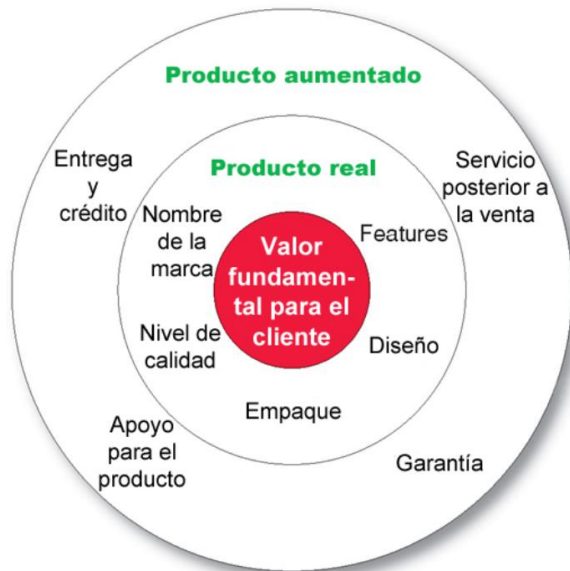 Producto aumentado
Entrega
y
crédito
Producto real
Servicio
posterior a
la venta
Nombre
de la
marca
Features
Valor
fundamen-
tal para el
cliente
Nivel de
calidad
Diseño
Empaque
Apoyo
para el
producto
Garantía